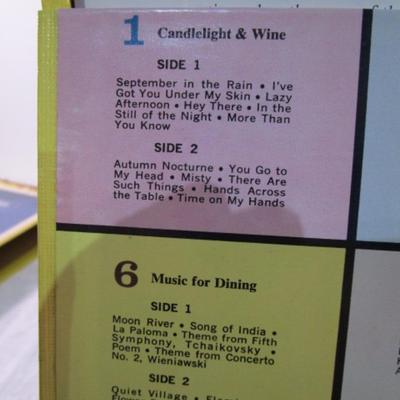 1 Candlelight & Wine
SIDE 1
September in the Rain • I've
Got You Under My Skin • Lazy
Afternoon • Hey There • In the
Still of the Night • More Than
You Know
SIDE 2
Autumn Nocturne • You Go to
My Head • Misty • There Are
Such Things • Hands Across
the Table • Time on My Hands
6 Music for Dining
SIDE 1
Moon River • Song of India •
La Paloma • Theme from Fifth
Symphony, Tchaikovsky •
Poem • Theme from Concerto
No. 2, Wieniawski
SIDE 2
Quiet Village •